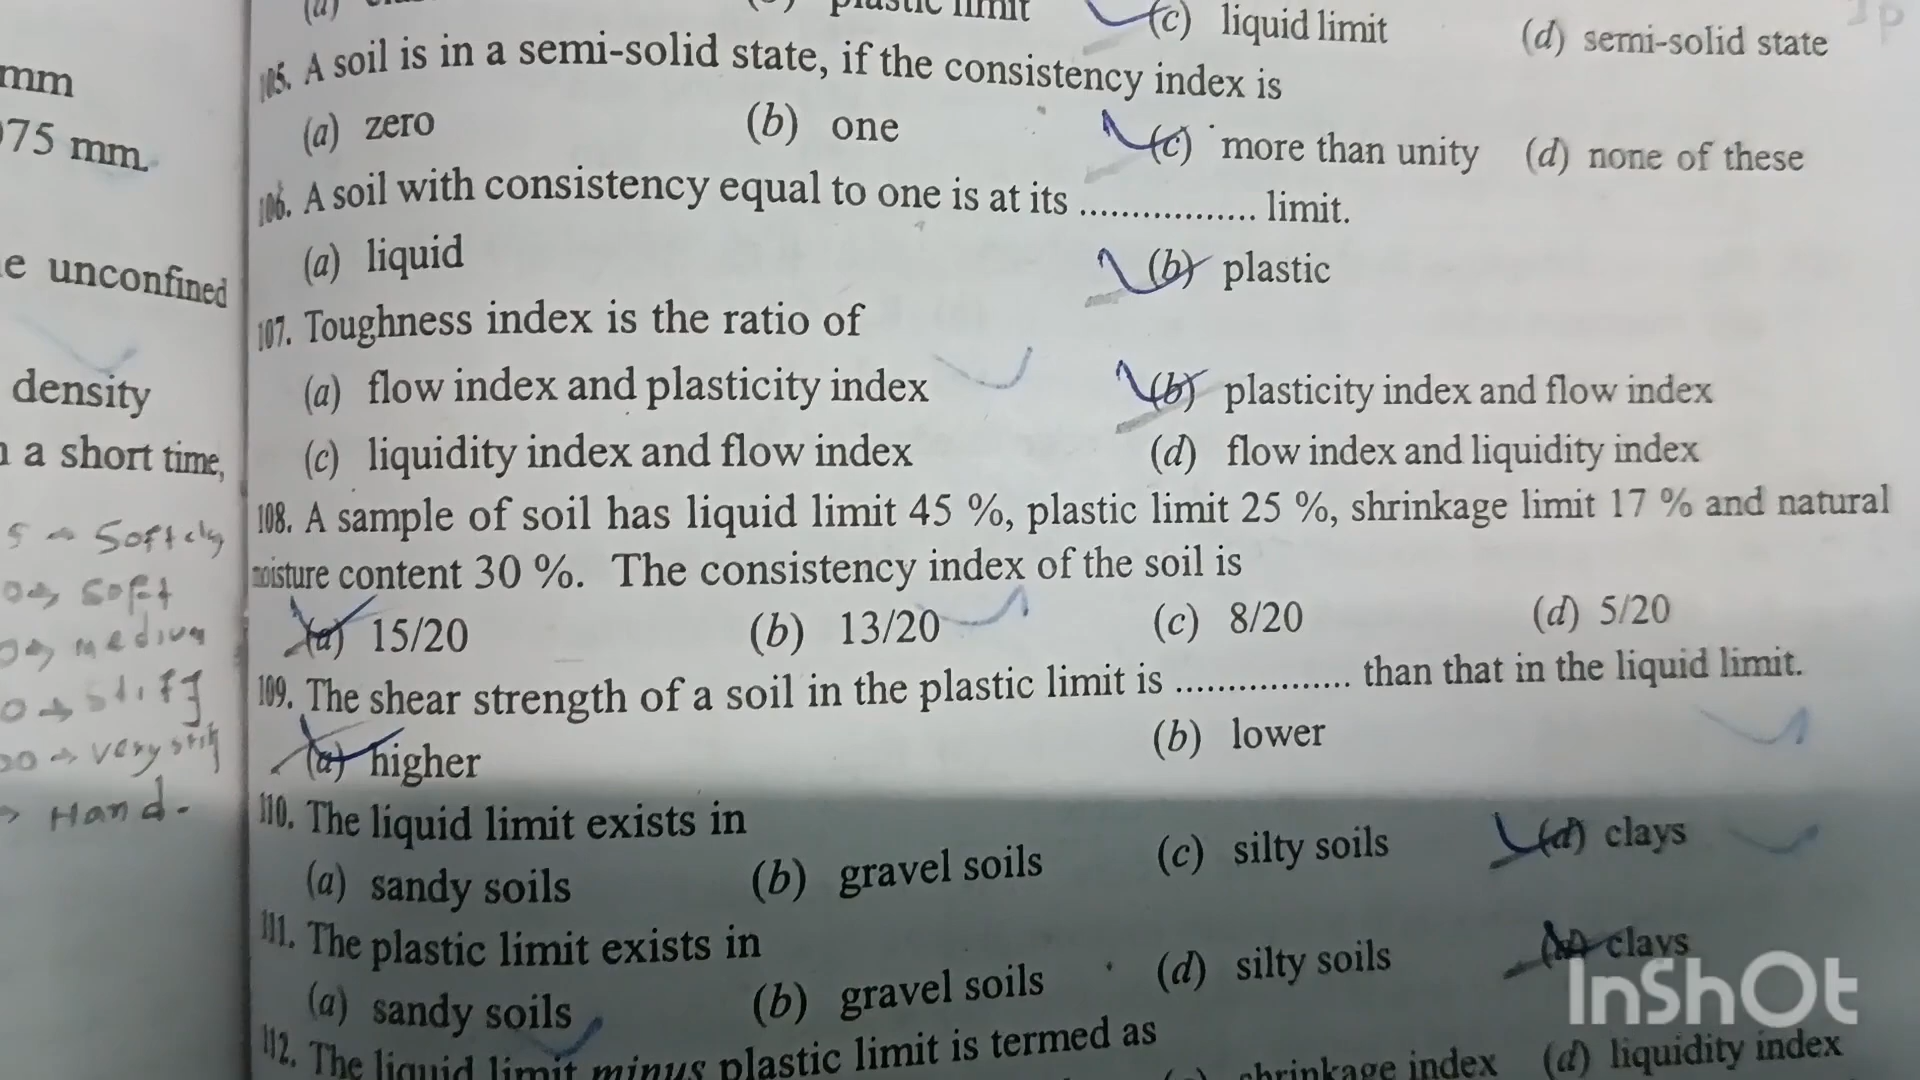 mm
75 mm.
e unconfined
density
a short time,
Soft
medium
stiff
Hand.
plastic limit (c) liquid limit (d) semi-solid state
105. A soil is in a semi-solid state, if the consistency index is
(a) zero (b) one (c) more than unity (d) none of these
106. A soil with consistency equal to one is at its ................. limit.
(a) liquid (b) plastic
107. Toughness index is the ratio of
(a) flow index and plasticity index (b) plasticity index and flow index
(c) liquidity index and flow index (d) flow index and liquidity index
108. A sample of soil has liquid limit 45 %, plastic limit 25 %, shrinkage limit 17 % and natural
moisture content 30 %. The consistency index of the soil is
(a) 15/20 (b) 13/20 (c) 8/20 (d) 5/20
109. The shear strength of a soil in the plastic limit is ................. than that in the liquid limit.
(a) higher (b) lower
110. The liquid limit exists in
(a) sandy soils (b) gravel soils (c) silty soils (d) clays
111. The plastic limit exists in
(a) sandy soils (b) gravel soils (d) silty soils clays
112. The liquid limit minus plastic limit is termed as
shrinkage index (d) liquidity index
InShOt